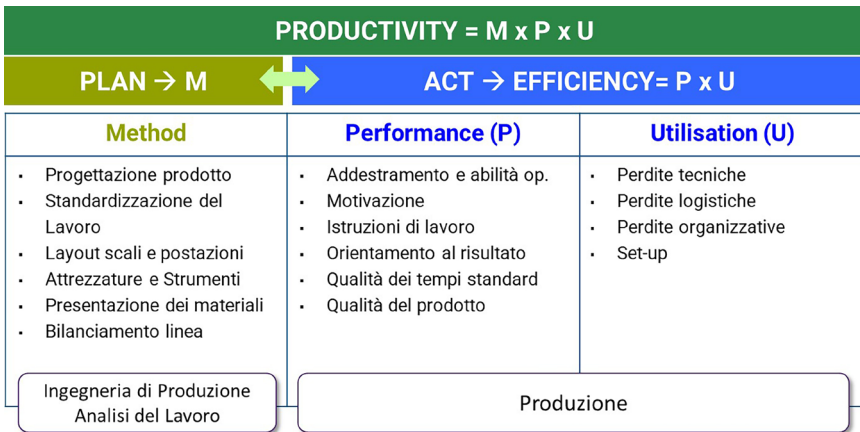 PRODUCTIVITY = M x P x U
PLAN → M
ACT → EFFICIENCY= P x U
Method
Progettazione prodotto
Standardizzazione del
Lavoro
Layout scali e postazioni
Attrezzature e Strumenti
Presentazione dei materiali
Bilanciamento linea
Performance (P)
Addestramento e abilità op.
Motivazione
Istruzioni di lavoro
Orientamento al risultato
Qualità dei tempi standard
Qualità del prodotto
Utilisation (U)
Perdite tecniche
Perdite logistiche
Perdite organizzative
Set-up
Ingegneria di Produzione
Analisi del Lavoro
Produzione